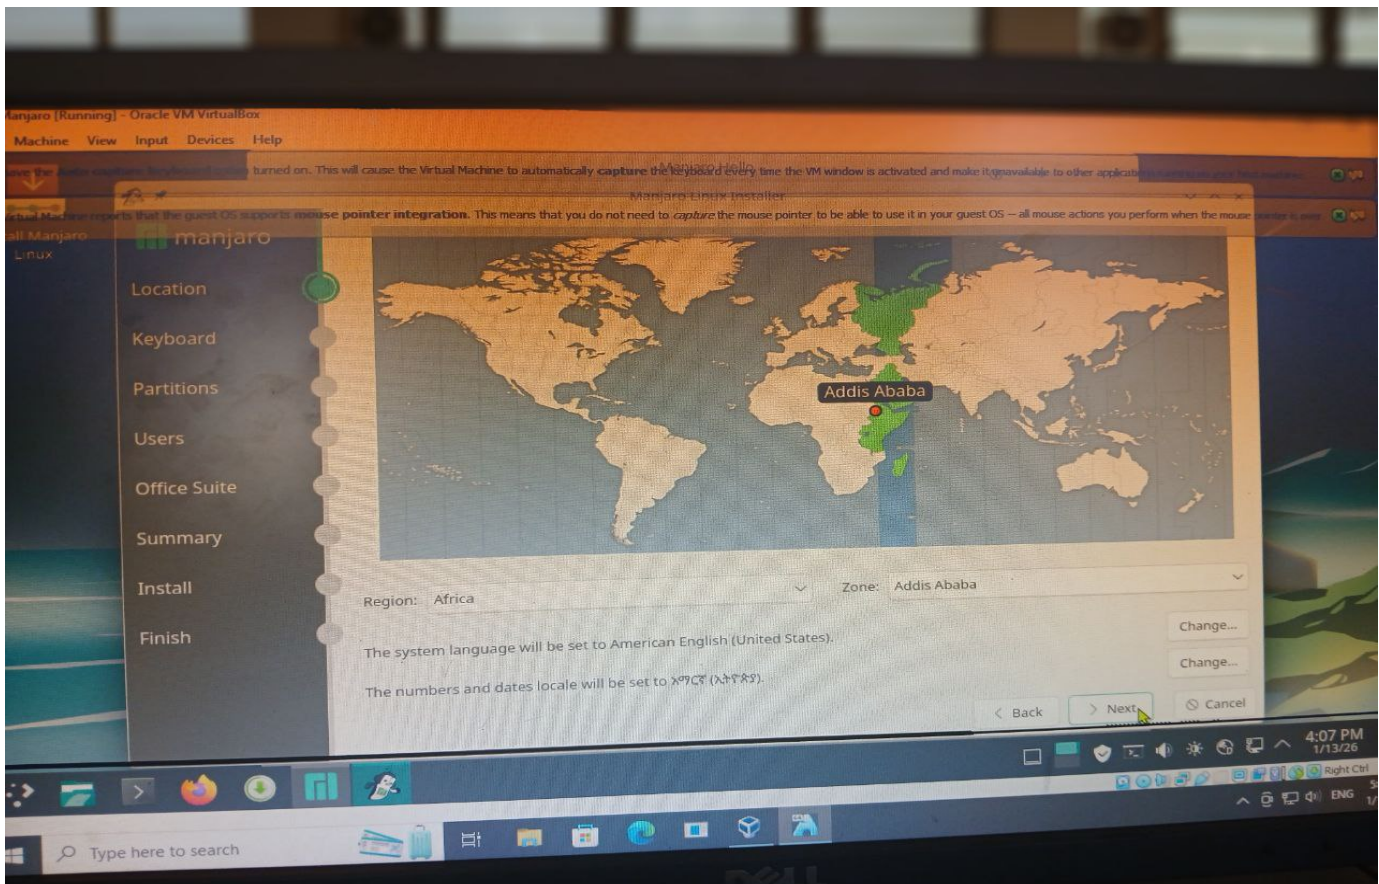 Manjaro [Running] - Oracle VM VirtualBox
Machine View Input Devices Help
turned on. This will cause the Virtual Machine to automatically capture the keyboard every time the VM window is activated and make it unavailable to other
Manjaro Hello
Manjaro Linux Installer
Virtual Machine reports that the guest OS supports mouse pointer integration. This means that you do not need to capture the mouse pointer to be able to use it in your guest OS — all mouse actions you perform when the mouse
all Manjaro
Linux
manjaro
Location
Keyboard
Partitions
Users
Office Suite
Summary
Install
Finish
Addis Ababa
Region: Africa
Zone: Addis Ababa
The system language will be set to American English (United States).
Change...
The numbers and dates locale will be set to አማርኛ (ኢትዮጵያ).
Change...
Back
Next
Cancel
4:07 PM
1/13/26
Right Ctrl
ENG
Type here to search
DELL